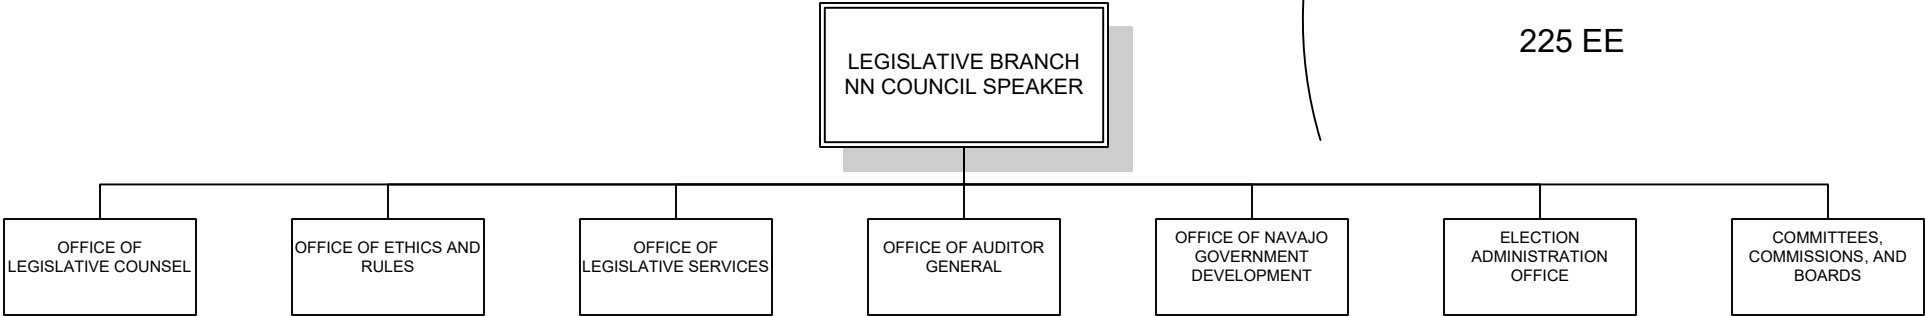 LEGISLATIVE BRANCH
NN COUNCIL SPEAKER
225 EE
OFFICE OF
LEGISLATIVE COUNSEL
OFFICE OF ETHICS AND
RULES
OFFICE OF
LEGISLATIVE SERVICES
OFFICE OF AUDITOR
GENERAL
OFFICE OF NAVAJO
GOVERNMENT
DEVELOPMENT
ELECTION
ADMINISTRATION
OFFICE
COMMITTEES,
COMMISSIONS, AND
BOARDS